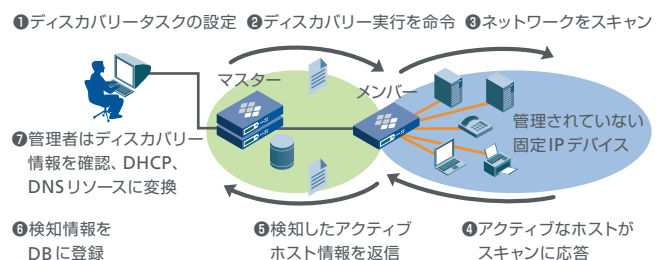 ❶ディスカバリータスクの設定
❷ディスカバリー実行を命令
❸ネットワークをスキャン
マスター
メンバー
管理されていない
固定IPデバイス
❼管理者はディスカバリー
情報を確認、DHCP、
DNSリソースに変換
❻検知情報を
DBに登録
❺検知したアクティブ
ホスト情報を返信
❹アクティブなホストが
スキャンに応答